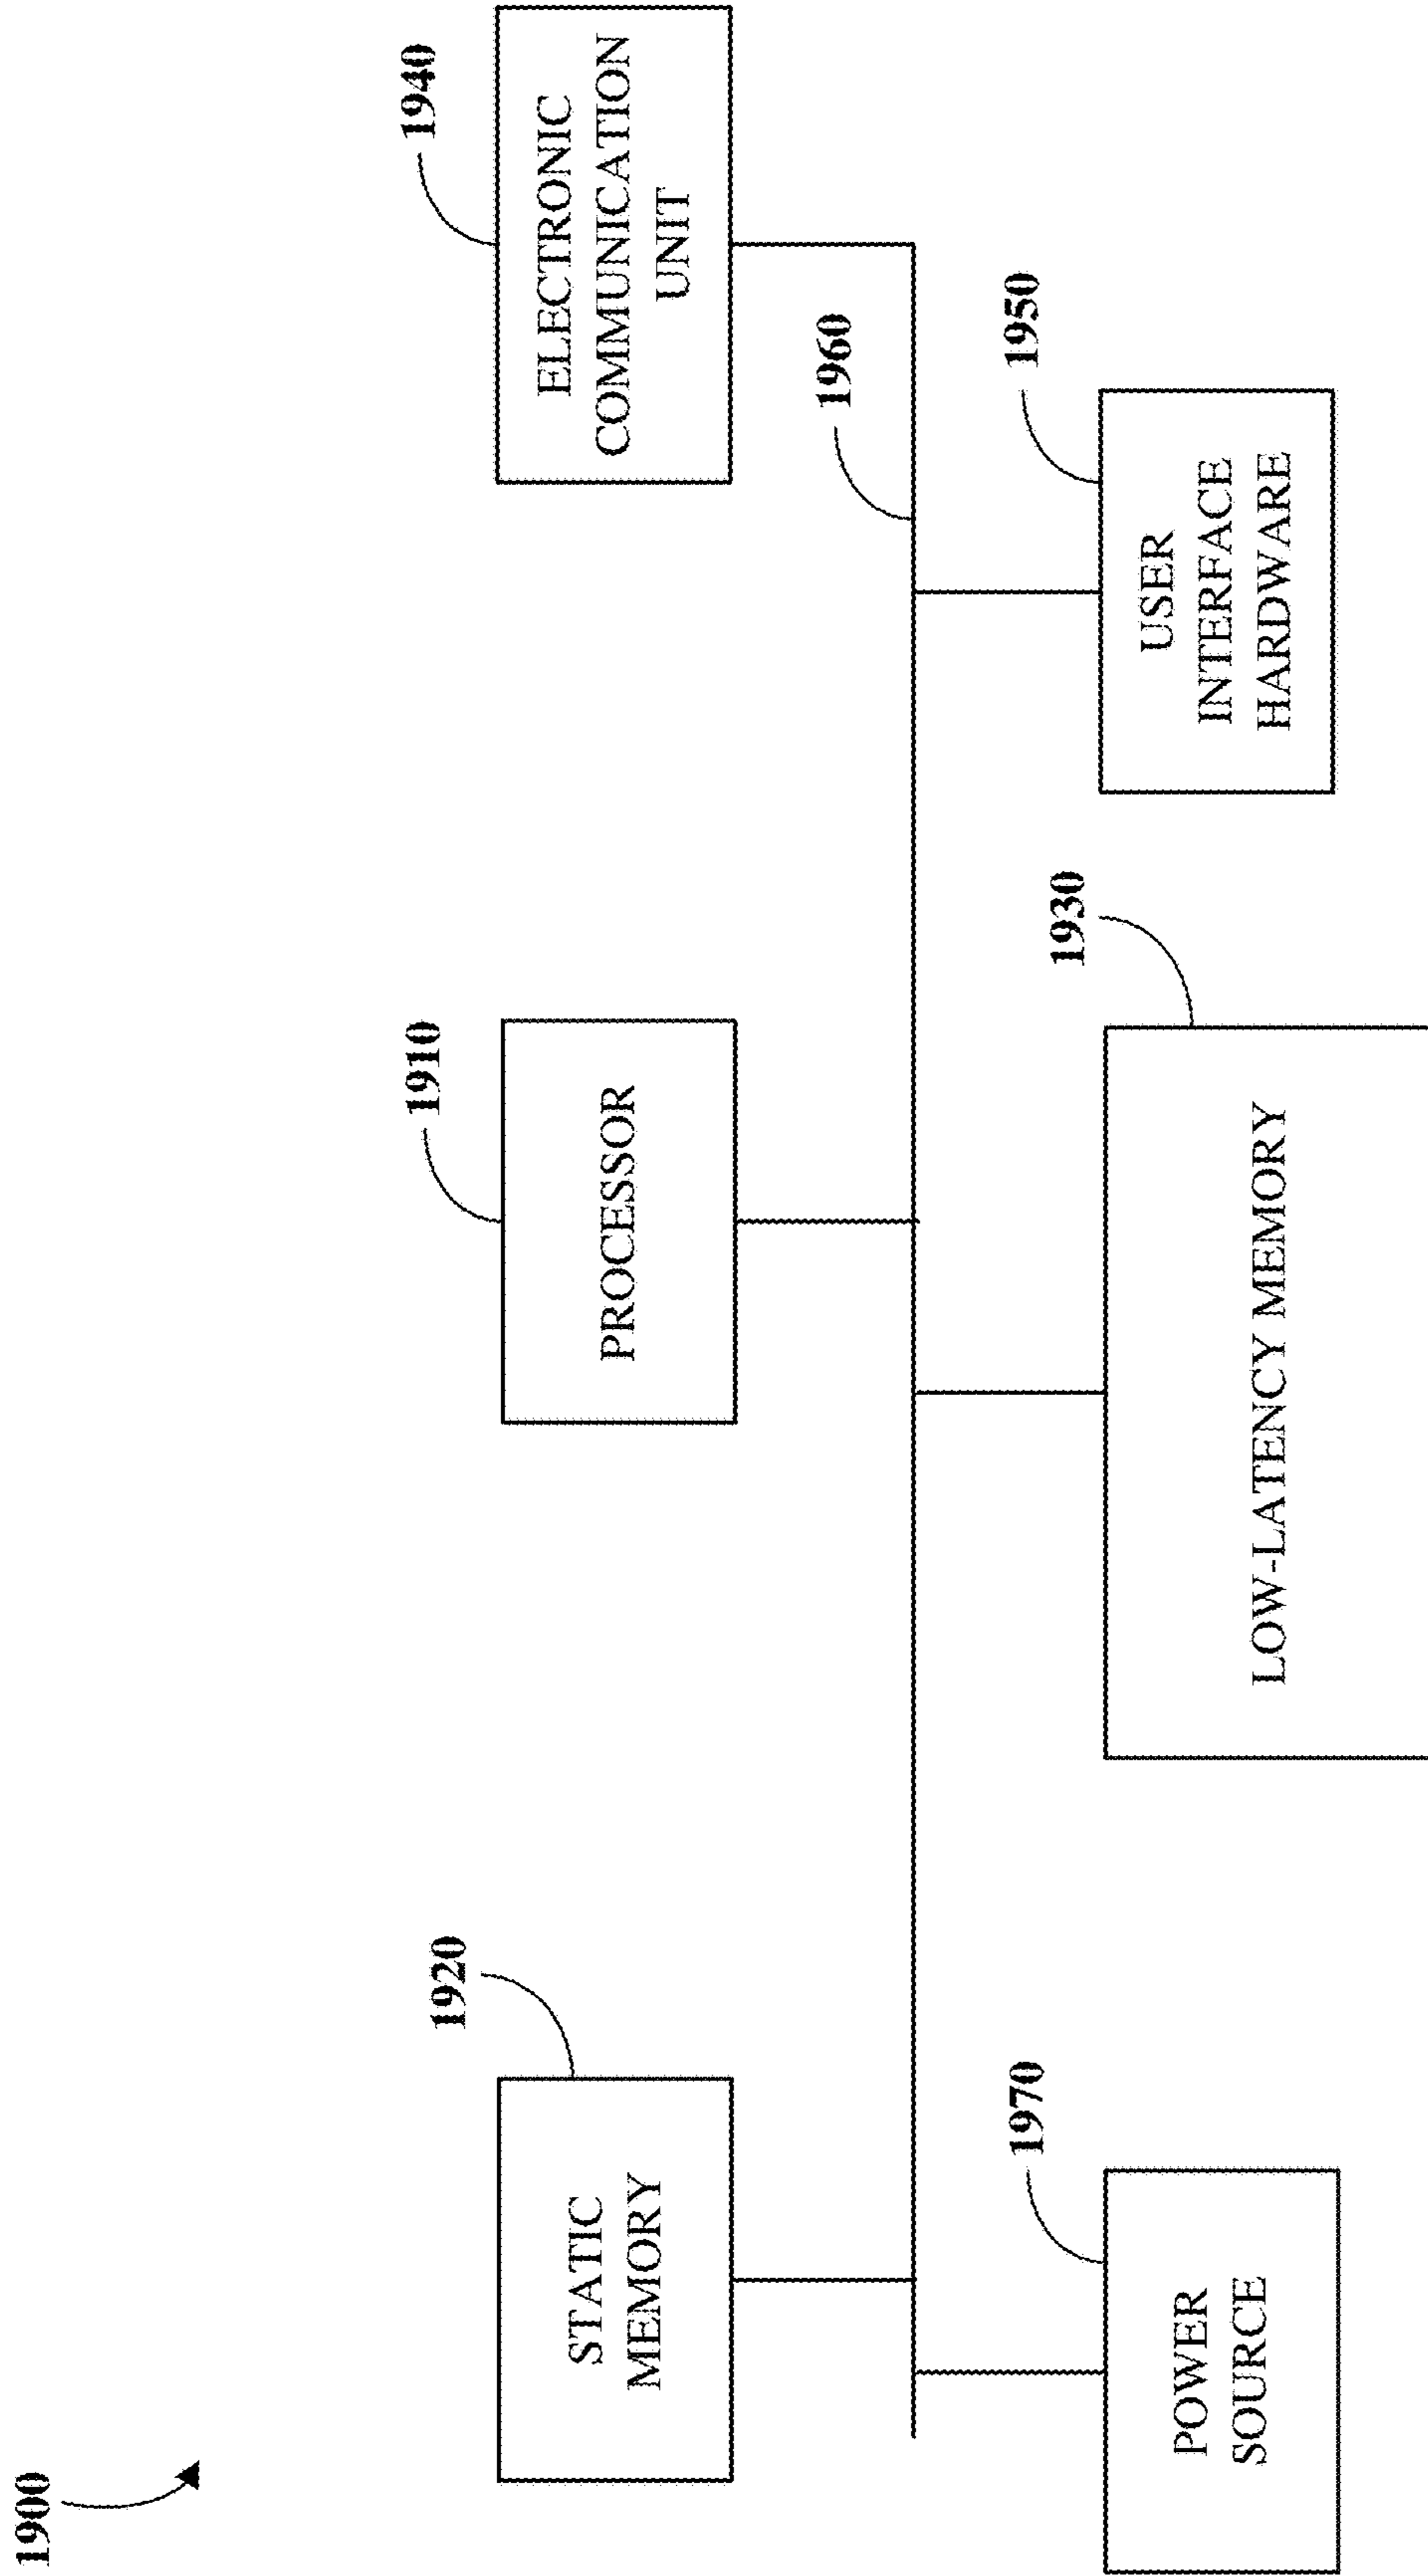 1900
1920
STATIC
MEMORY
1910
PROCESSOR
1940
ELECTRONIC
COMMUNICATION
UNIT
1960
1970
POWER
SOURCE
1930
LOW-LATENCY MEMORY
1950
USER
INTERFACE
HARDWARE